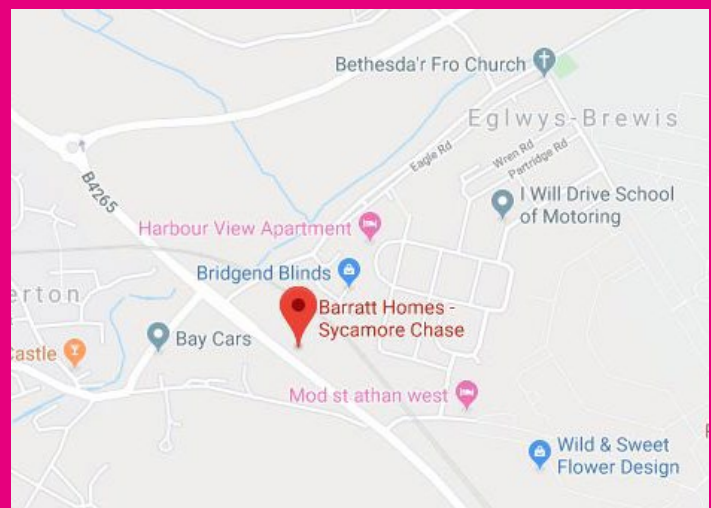 Bethesda'r Fro Church
Eglwys-Brewis
Eagle Rd
Wren Rd
Partridge Rd
B4265
I Will Drive School
of Motoring
Harbour View Apartment
Bridgend Blinds
erton
Barratt Homes -
Sycamore Chase
Bay Cars
Castle
Mod st athan west
Wild & Sweet
Flower Design